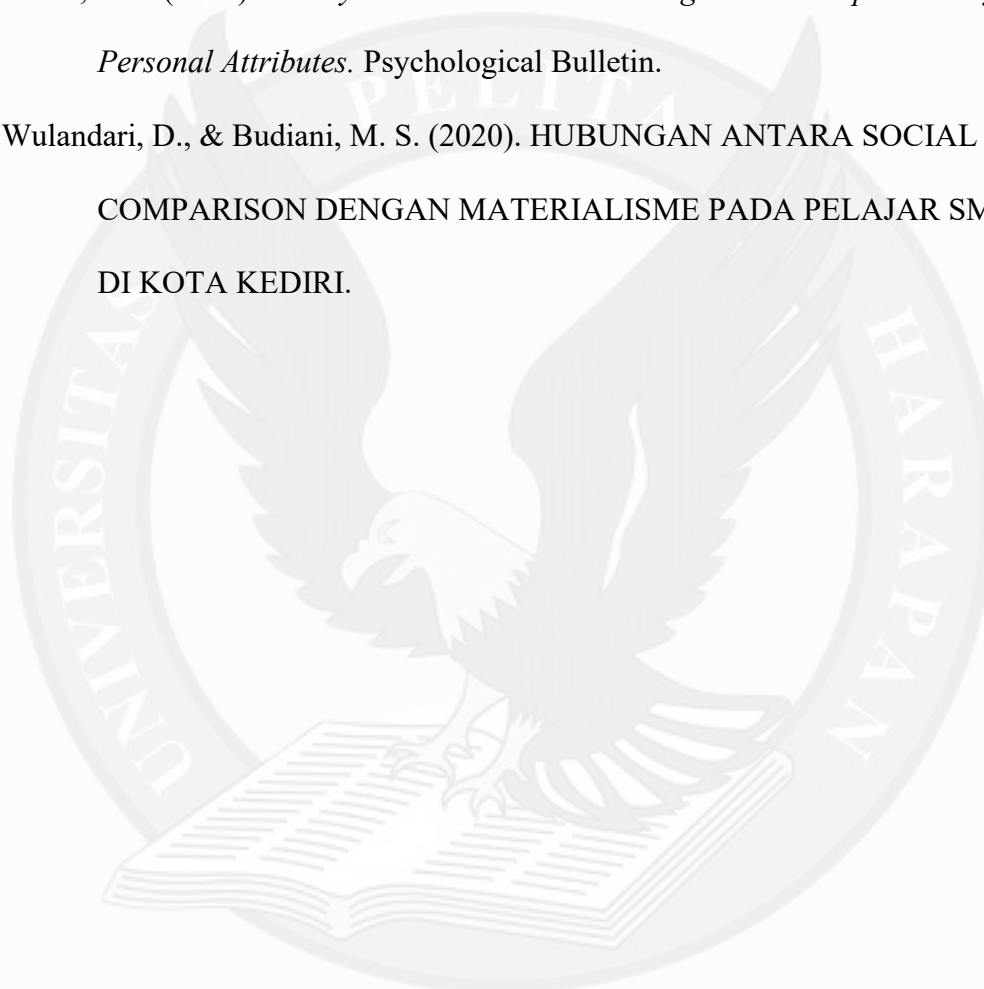 Personal Attributes. Psychological Bulletin.
Wulandari, D., & Budiani, M. S. (2020). HUBUNGAN ANTARA SOCIAL
COMPARISON DENGAN MATERIALISME PADA PELAJAR
DI KOTA KEDIRI.
UNIVERSITAS PELITA HARAPAN